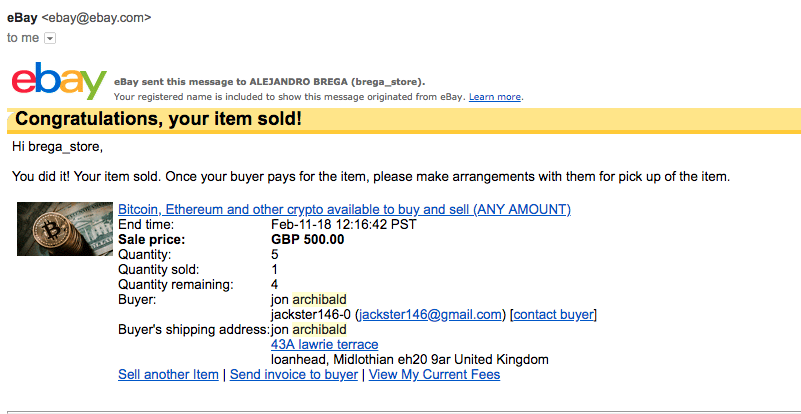 eBay <ebay@ebay.com>
to me
ebay
eBay sent this message to ALEJANDRO BREGA (brega_store).
Your registered name is included to show this message originated from eBay. Learn more.
Congratulations, your item sold!
Hi brega_store,
You did it! Your item sold. Once your buyer pays for the item, please make arrangements with them for pick up of the item.
Bitcoin, Ethereum and other crypto available to buy and sell (ANY AMOUNT)
End time: Feb-11-18 12:16:42 PST
Sale price: GBP 500.00
Quantity: 5
Quantity sold: 1
Quantity remaining: 4
Buyer: jon archibald
jackster146-0 (jackster146@gmail.com) [contact buyer]
Buyer's shipping address: jon archibald
43A lawrie terrace
loanhead, Midlothian eh20 9ar United Kingdom
Sell another Item | Send invoice to buyer | View My Current Fees